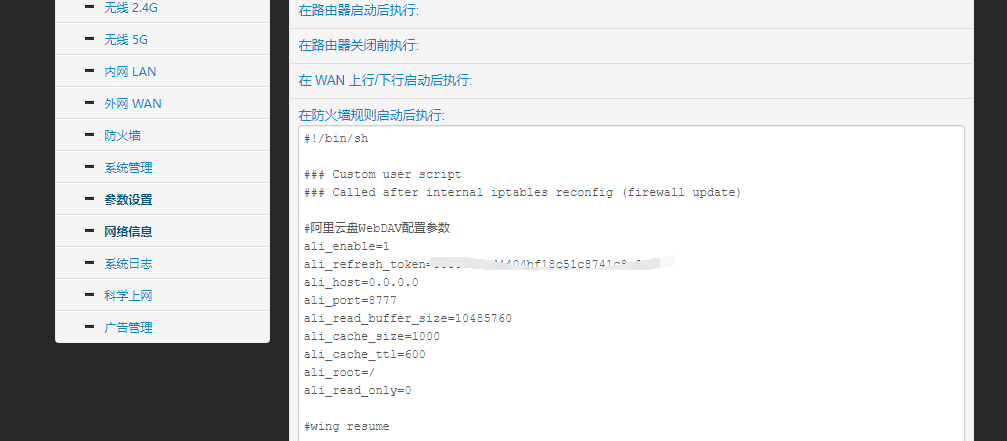 无线 2.4G
无线 5G
内网 LAN
外网 WAN
防火墙
系统管理
参数设置
网络信息
系统日志
科学上网
广告管理
在路由器启动后执行:
在路由器关闭前执行:
在 WAN 上行/下行启动后执行:
在防火墙规则启动后执行:
#!/bin/sh
### Custom user script
### Called after internal iptables reconfig (firewall update)
#阿里云盘WebDAV配置参数
ali_enable=1
ali_refresh_token=
ali_host=0.0.0.0
ali_port=8777
ali_read_buffer_size=10485760
ali_cache_size=1000
ali_cache_ttl=600
ali_root=/
ali_read_only=0
#wing resume